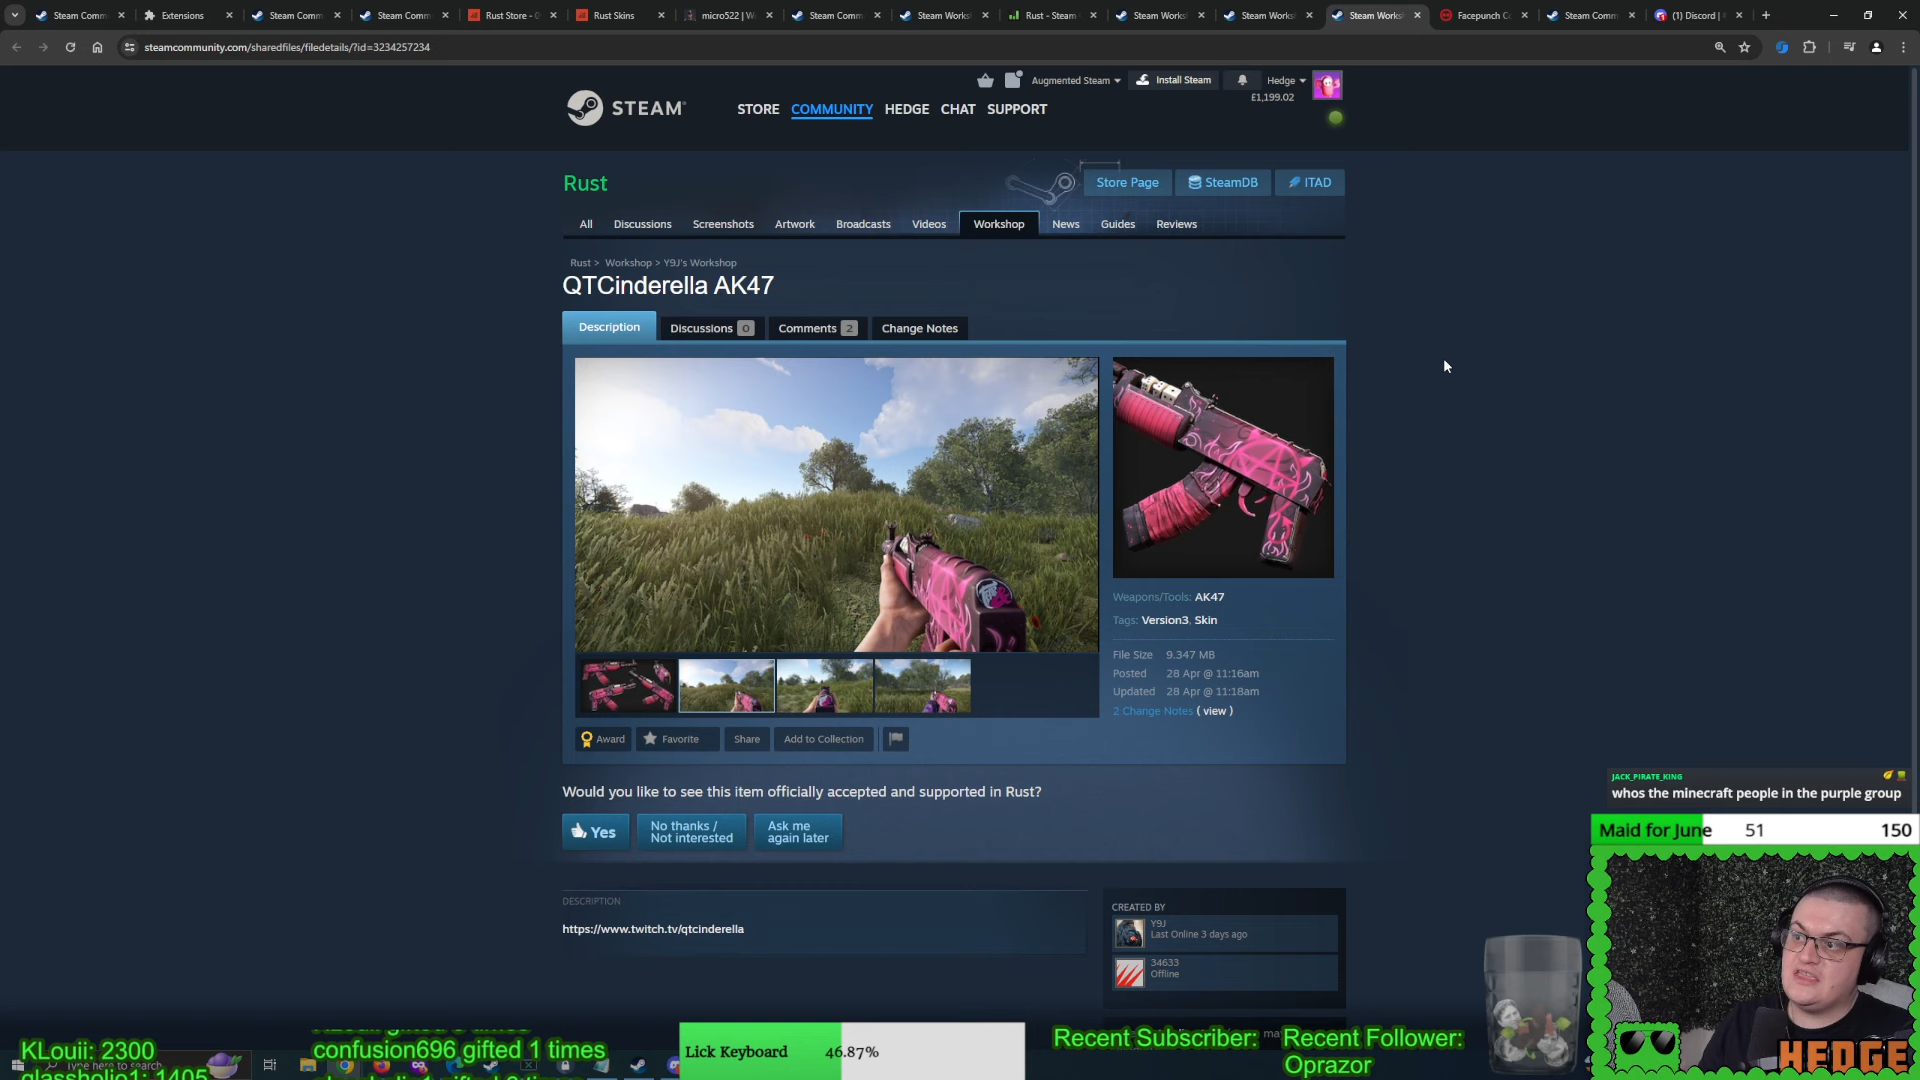 Steam Comm
Extensions
Steam Comm
Steam Comm
Rust Store -
Rust Skins
micro522 |
Steam Comm
Steam Works
Rust - Steam
Steam Works
Steam Works
Steam Works
Facepunch Co
Steam Comm
(1) Discord |
steamcommunity.com/sharedfiles/filedetails/?id=3234257234
Augmented Steam
Install Steam
Hedge
£1,199.02
STEAM
STORE COMMUNITY HEDGE CHAT SUPPORT
Rust
Store Page
SteamDB
ITAD
All Discussions Screenshots Artwork Broadcasts Videos Workshop News Guides Reviews
Rust > Workshop > Y9J's Workshop
QTCinderella AK47
Description Discussions 0 Comments 2 Change Notes
Weapons/Tools: AK47
Tags: Version3, Skin
File Size 9.347 MB
Posted 28 Apr @ 11:16am
Updated 28 Apr @ 11:18am
2 Change Notes ( view )
Award Favorite Share Add to Collection
Would you like to see this item officially accepted and supported in Rust?
Yes
No thanks /
Not interested
Ask me
again later
DESCRIPTION
https://www.twitch.tv/qtcinderella
CREATED BY
Y9J
Last Online 3 days ago
34633
Offline
JACK_PIRATE_KING
whos the minecraft people in the purple group
Maid for June 51 150
KLouii: 2300
glassholio1: 1405
Type here to search
confusion696 gifted 1 times
Lick Keyboard 46.87%
Recent Subscriber:
Recent Follower:
Oprazor
HEDGE